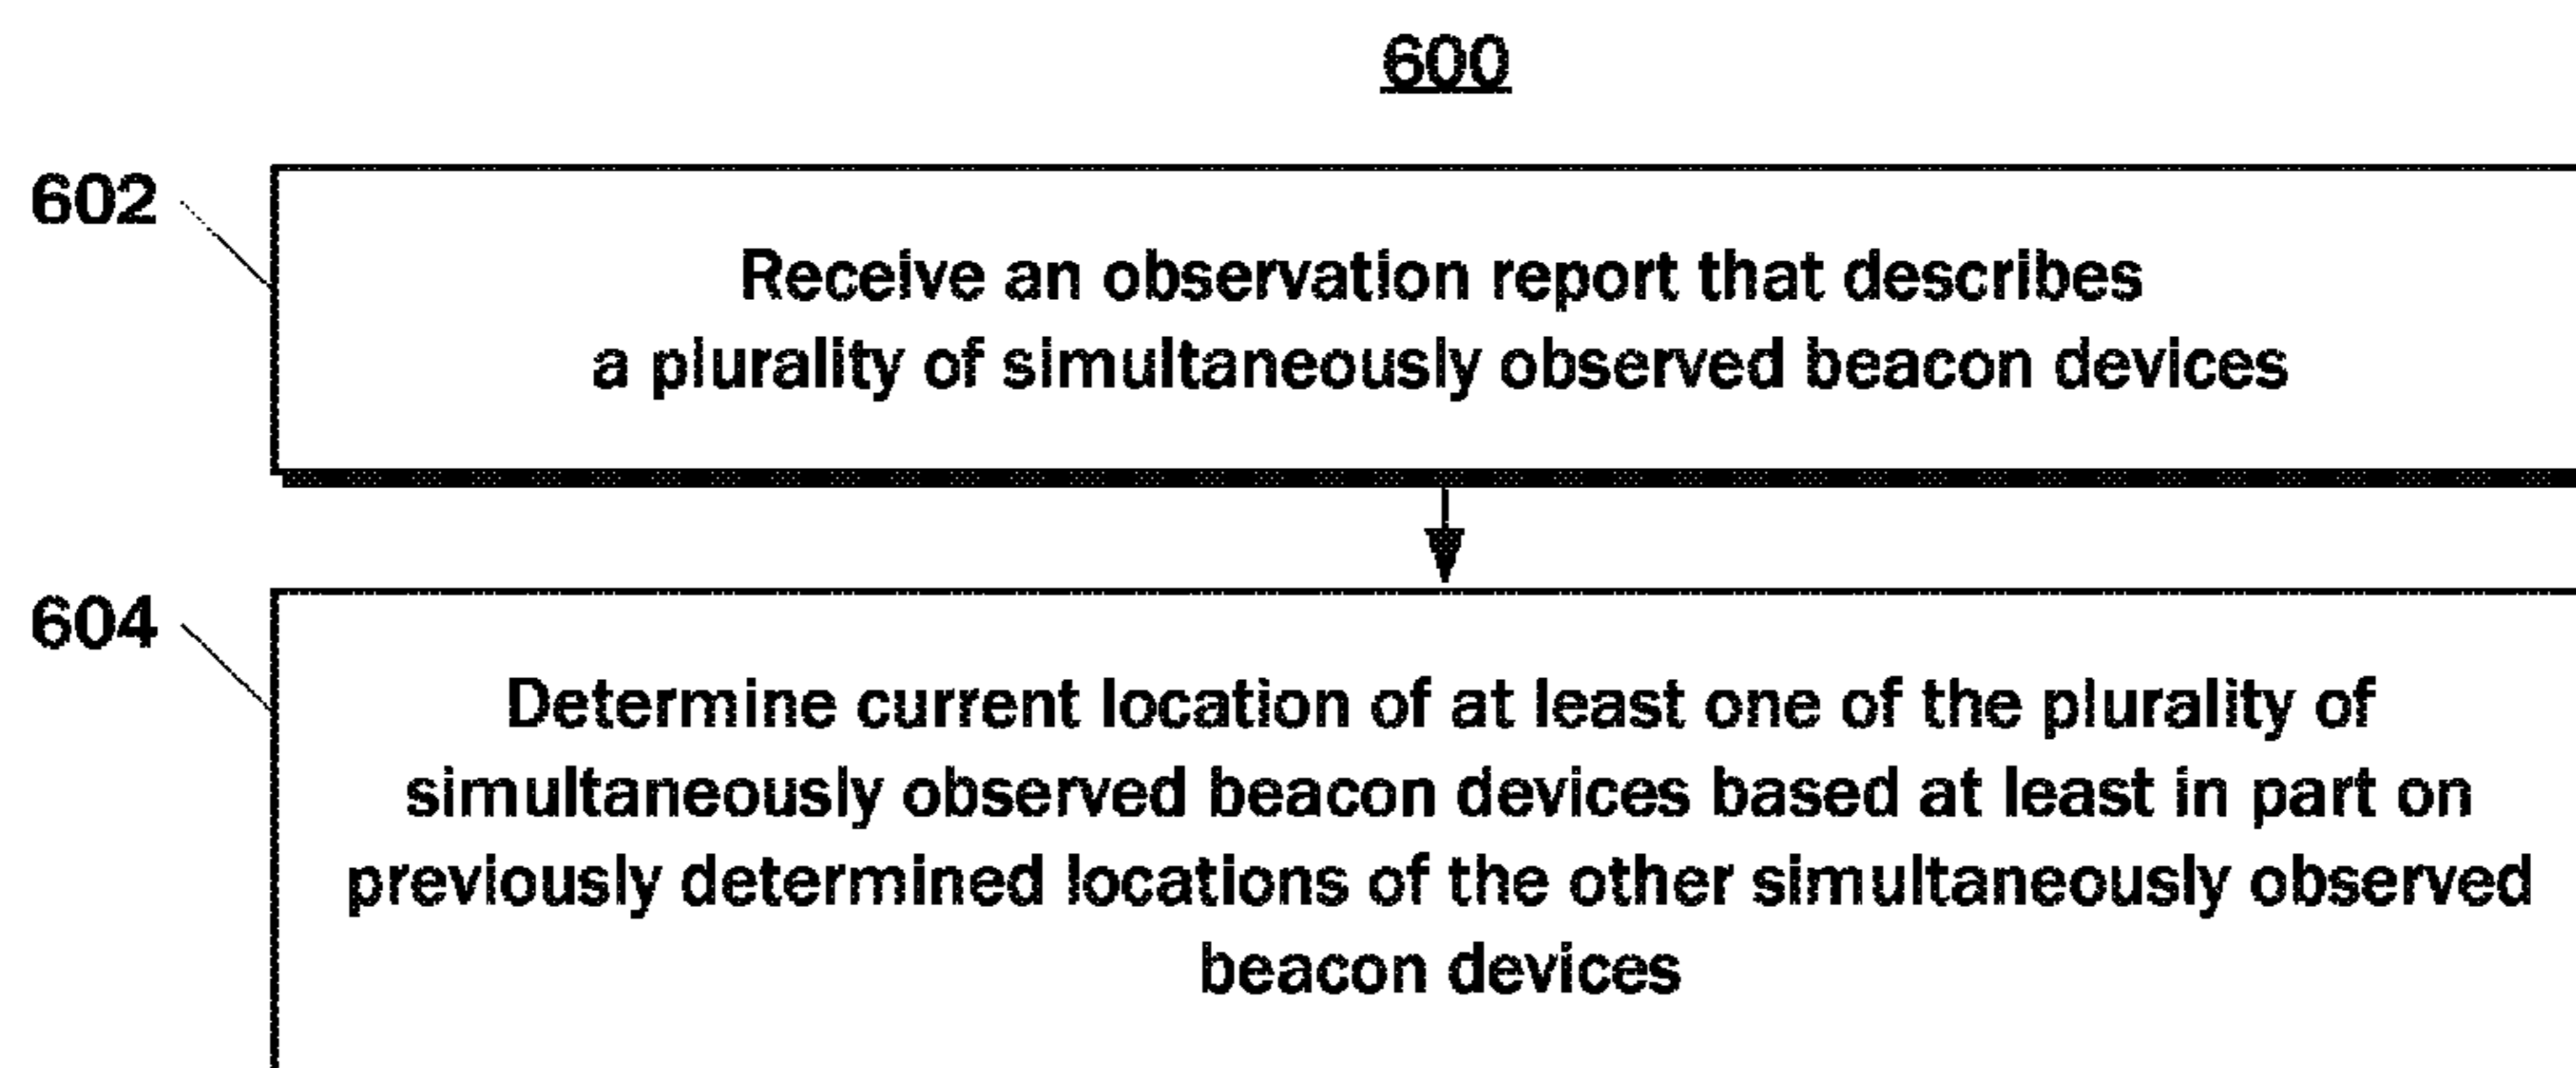 600
602
Receive an observation report that describes
a plurality of simultaneously observed beacon devices
604
Determine current location of at least one of the plurality of
simultaneously observed beacon devices based at least in part on
previously determined locations of the other simultaneously observed
beacon devices